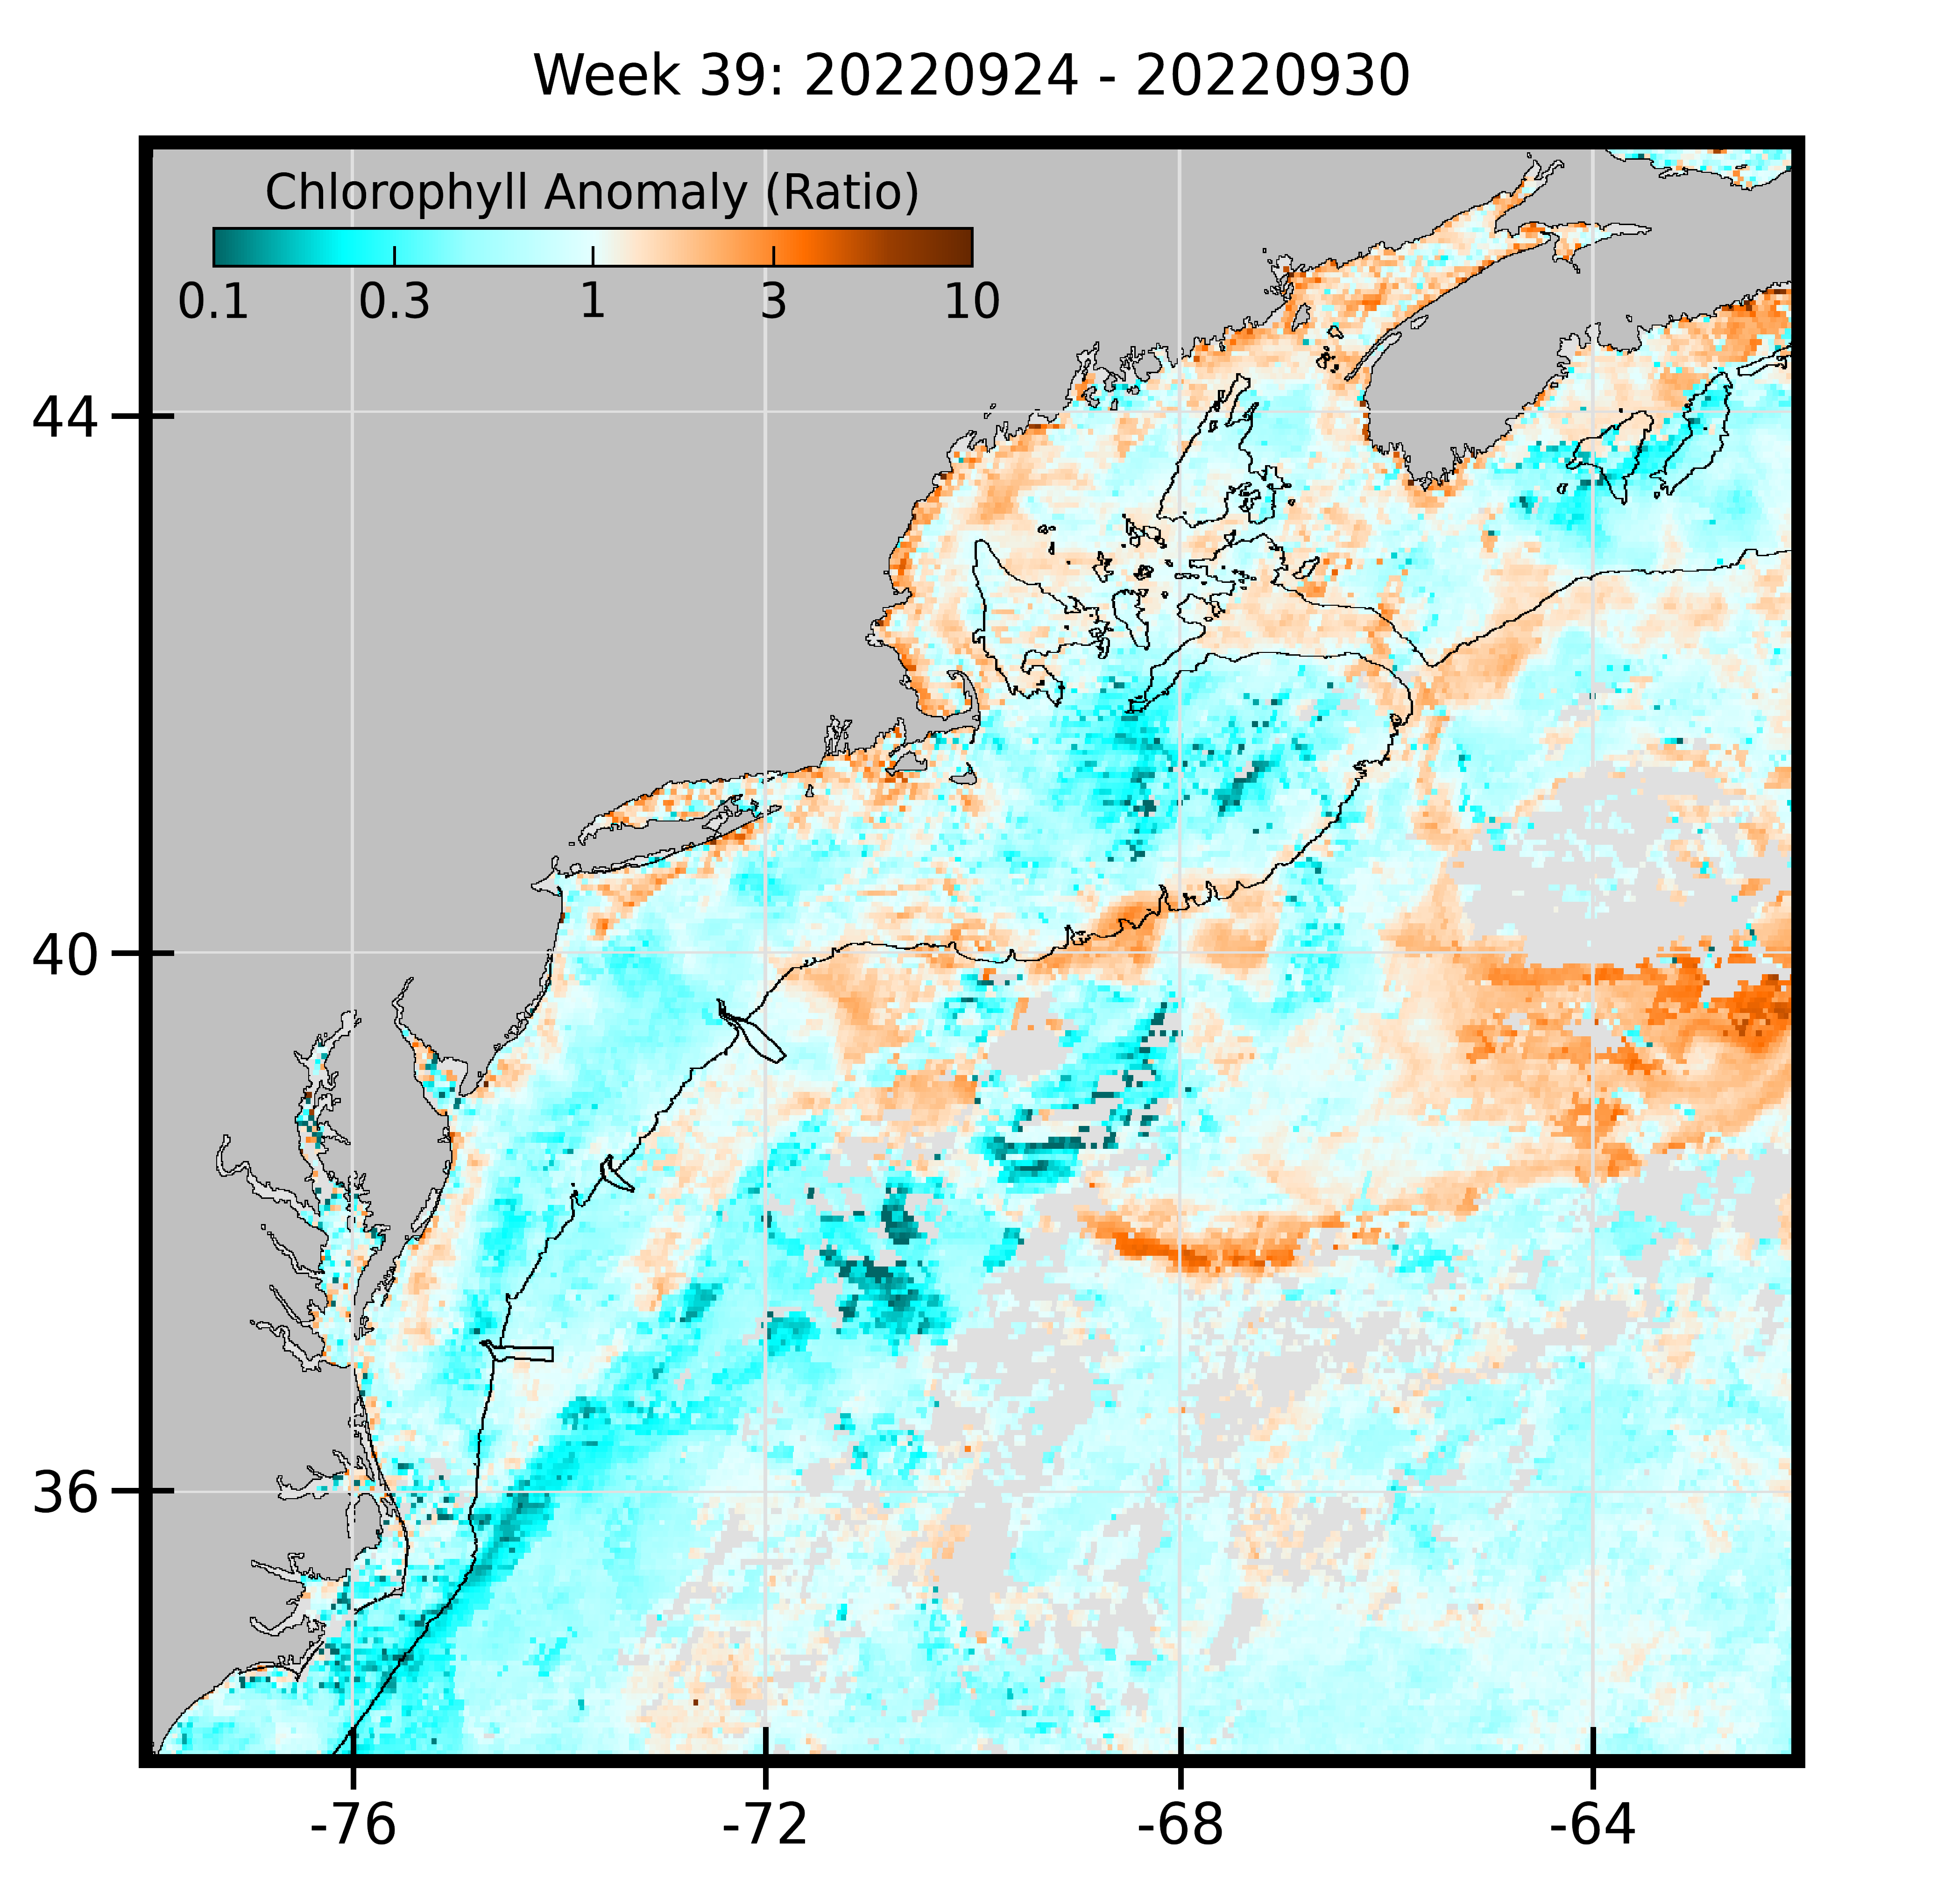 Week 39: 20220924 - 20220930
Chlorophyll Anomaly (Ratio)
0.1 0.3 1 3 10
44
40
36
-76 -72 -68 -64